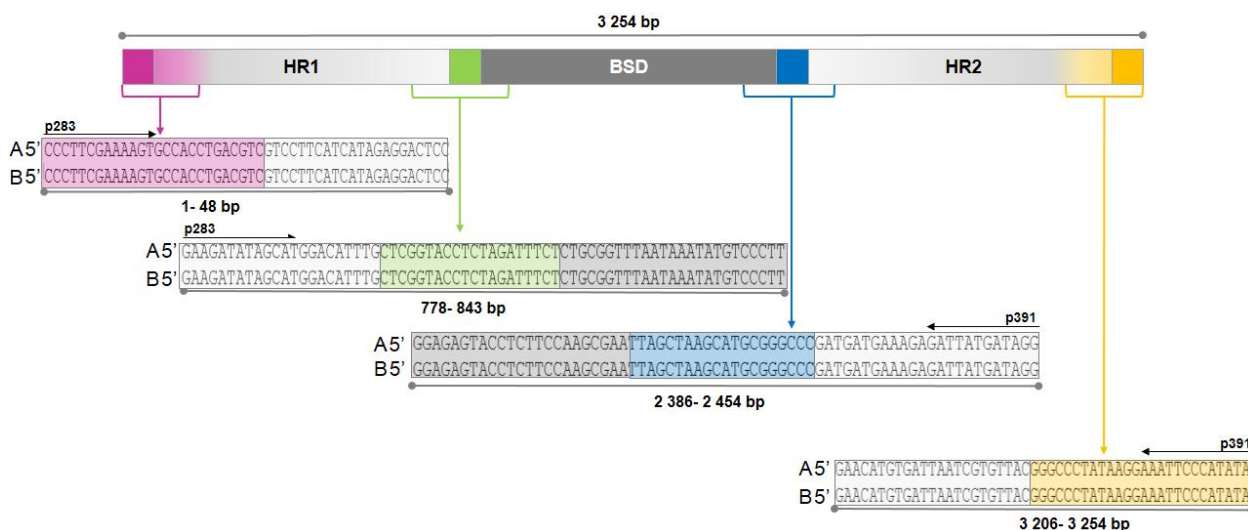 3 254 bp
HR1 BSD HR2
p283
A5' CCCTTCGAAAAGTGCCACCTGACGTCGTCCTTCATCATAGAGGACTCC
B5' CCCTTCGAAAAGTGCCACCTGACGTCGTCCTTCATCATAGAGGACTCC
1- 48 bp
p283
A5' GAAGATATAGCATGGACATTTGCTCGGTACCTCTAGATTTCTCTGCGGTTTAATAAATATGTCCCTT
B5' GAAGATATAGCATGGACATTTGCTCGGTACCTCTAGATTTCTCTGCGGTTTAATAAATATGTCCCTT
778- 843 bp
p391
A5' GGAGAGTACCTCTTCCAAGCGAATTAGCTAAGCATGCGGGCCCGATGATGAAAGAGATTATGATAGG
B5' GGAGAGTACCTCTTCCAAGCGAATTAGCTAAGCATGCGGGCCCGATGATGAAAGAGATTATGATAGG
2 386- 2 454 bp
p391
A5' GAACATGTGATTAATCGTGTTACGGGCCCTATAAGGAAATTCCCATATA
B5' GAACATGTGATTAATCGTGTTACGGGCCCTATAAGGAAATTCCCATATA
3 206- 3 254 bp